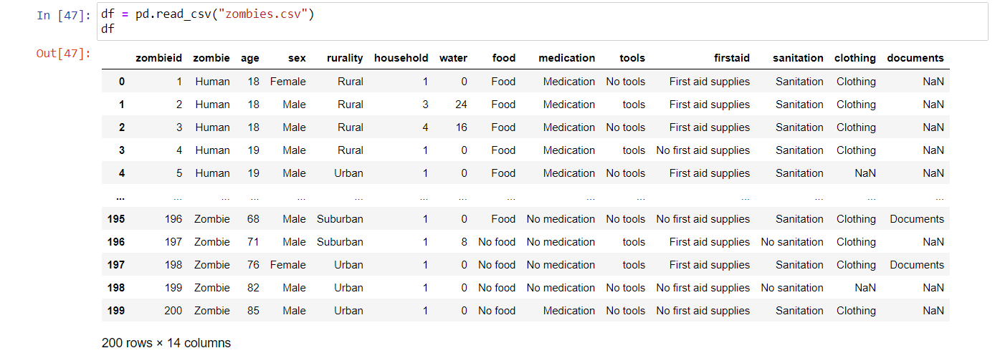 In [47]: df = pd.read_csv("zombies.csv")
df
Out[47]:
zombieid zombie age sex rurality household water food medication tools firstaid sanitation clothing documents
0 1 Human 18 Female Rural 1 0 Food Medication No tools First aid supplies Sanitation Clothing NaN
1 2 Human 18 Male Rural 3 24 Food Medication tools First aid supplies Sanitation Clothing NaN
2 3 Human 18 Male Rural 4 16 Food Medication No tools First aid supplies Sanitation Clothing NaN
3 4 Human 19 Male Rural 1 0 Food Medication tools No first aid supplies Sanitation Clothing NaN
4 5 Human 19 Male Urban 1 0 Food Medication No tools First aid supplies Sanitation NaN NaN
... ... ... ... ... ... ... ... ... ... ... ... ... ... ...
195 196 Zombie 68 Male Suburban 1 0 Food No medication No tools No first aid supplies Sanitation Clothing Documents
196 197 Zombie 71 Male Suburban 1 8 No food No medication tools First aid supplies No sanitation Clothing NaN
197 198 Zombie 76 Female Urban 1 0 No food No medication tools First aid supplies Sanitation Clothing Documents
198 199 Zombie 82 Male Urban 1 0 No food No medication No tools No first aid supplies No sanitation NaN NaN
199 200 Zombie 85 Male Urban 1 0 No food Medication No tools No first aid supplies Sanitation Clothing NaN
200 rows × 14 columns